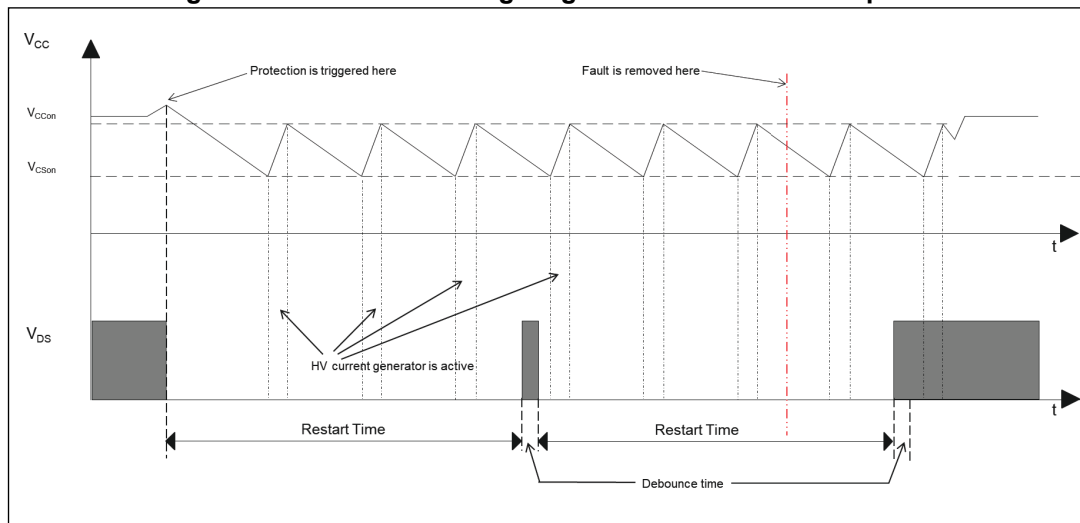 V_CC
Protection is triggered here
Fault is removed here
V_CCon
V_CSon
t
V_DS
HV current generator is active
t
Restart Time
Restart Time
Debounce time